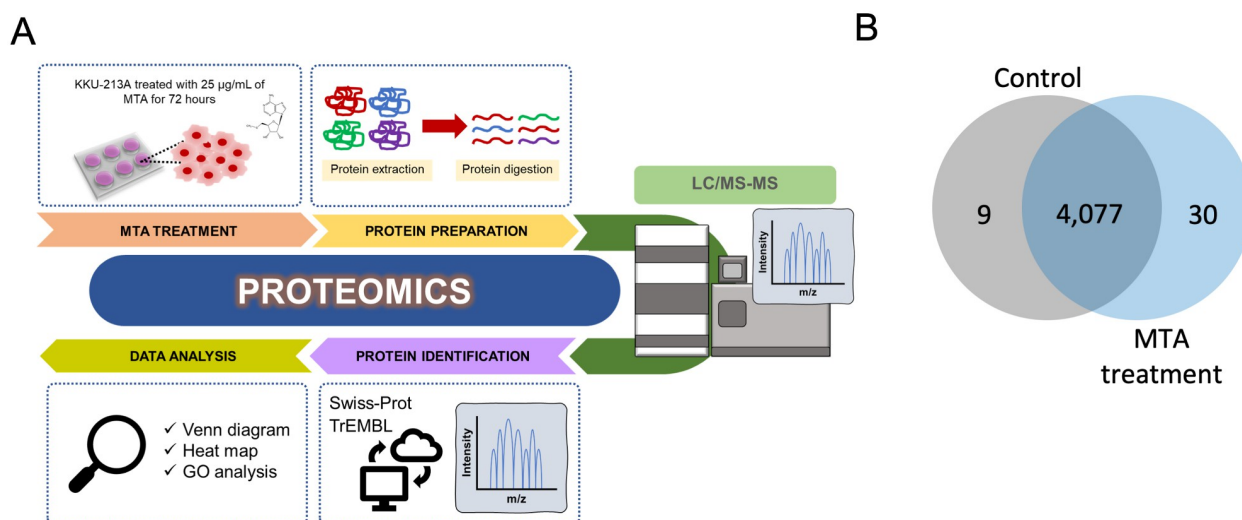 A
KKU-213A treated with 25 µg/mL of
MTA for 72 hours
Protein extraction
Protein digestion
LC/MS-MS
MTA TREATMENT
PROTEIN PREPARATION
Intensity
m/z
PROTEOMICS
DATA ANALYSIS
PROTEIN IDENTIFICATION
✓ Venn diagram
✓ Heat map
✓ GO analysis
Swiss-Prot
TrEMBL
Intensity
m/z
B
Control
9
4,077
30
MTA
treatment